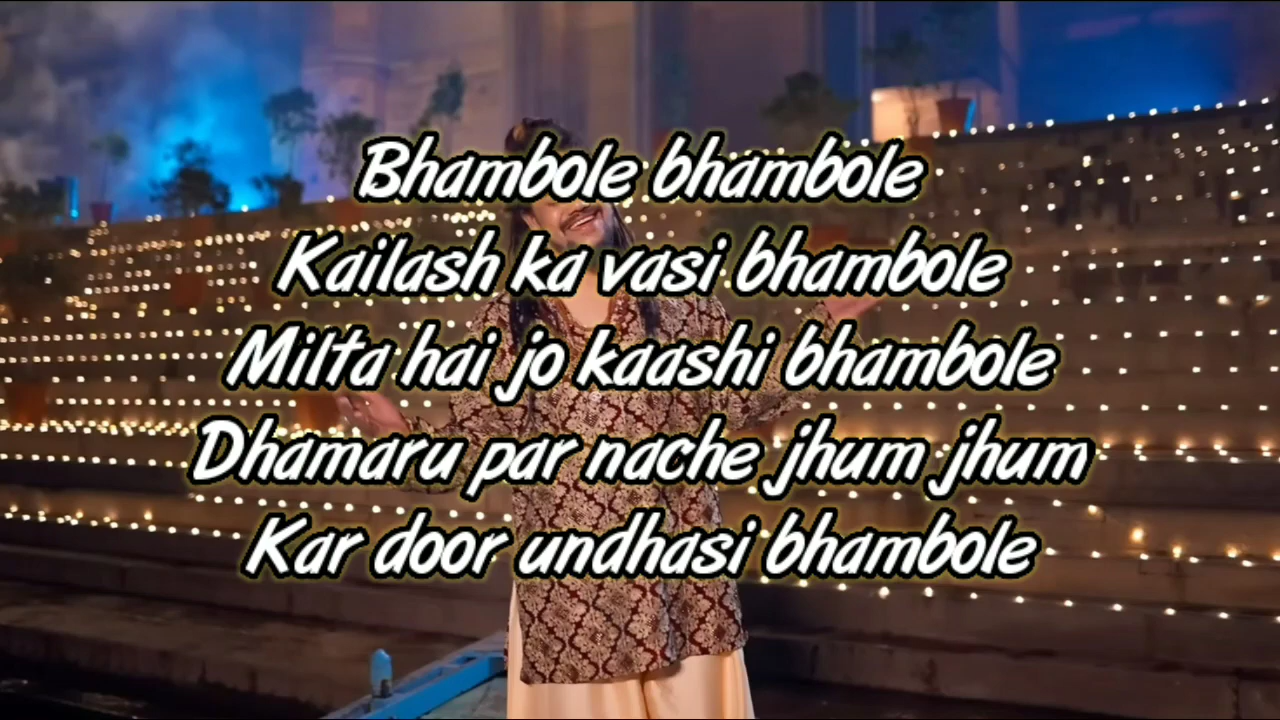 Bhambole bhambole
Kailash ka vasi bhambole
Milta hai jo kaashi bhambole
Dhamaru par nache jhum jhum
Kar door undhasi bhambole